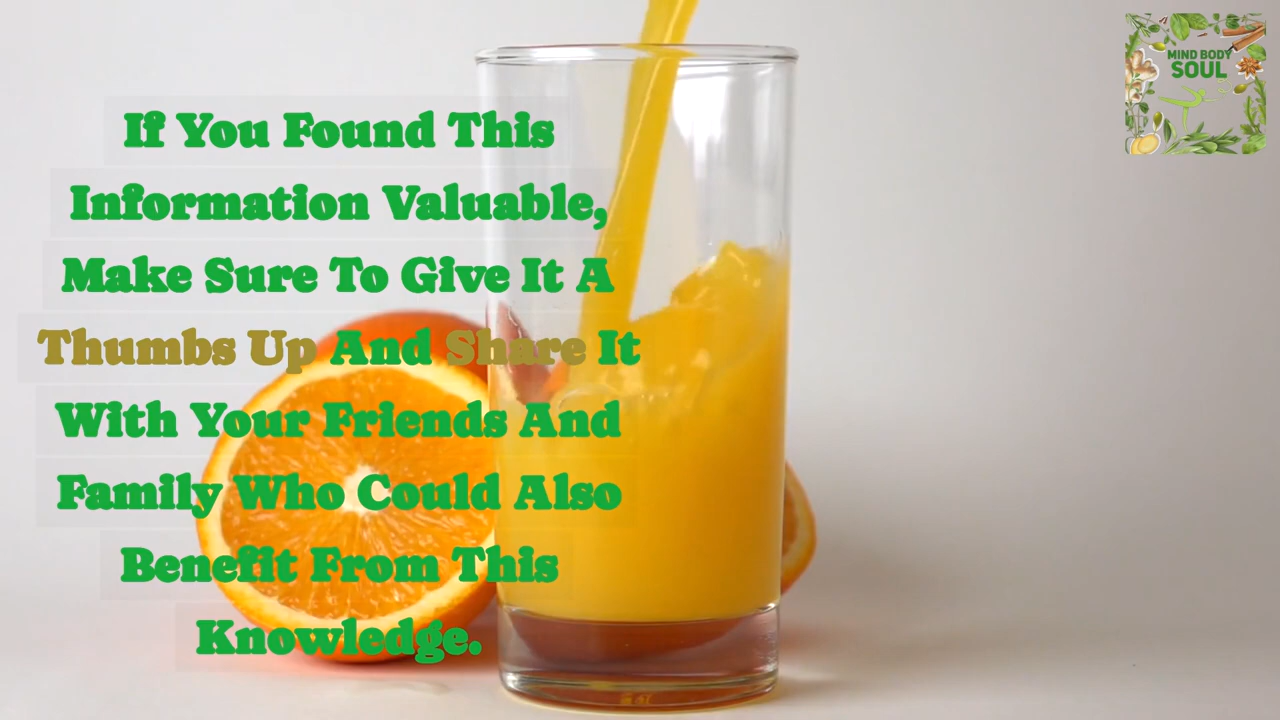 If You Found This
Information Valuable,
Make Sure To Give It A
Thumbs Up And Share It
With Your Friends And
Family Who Could Also
Benefit From This
Knowledge.
MIND BODY
SOUL